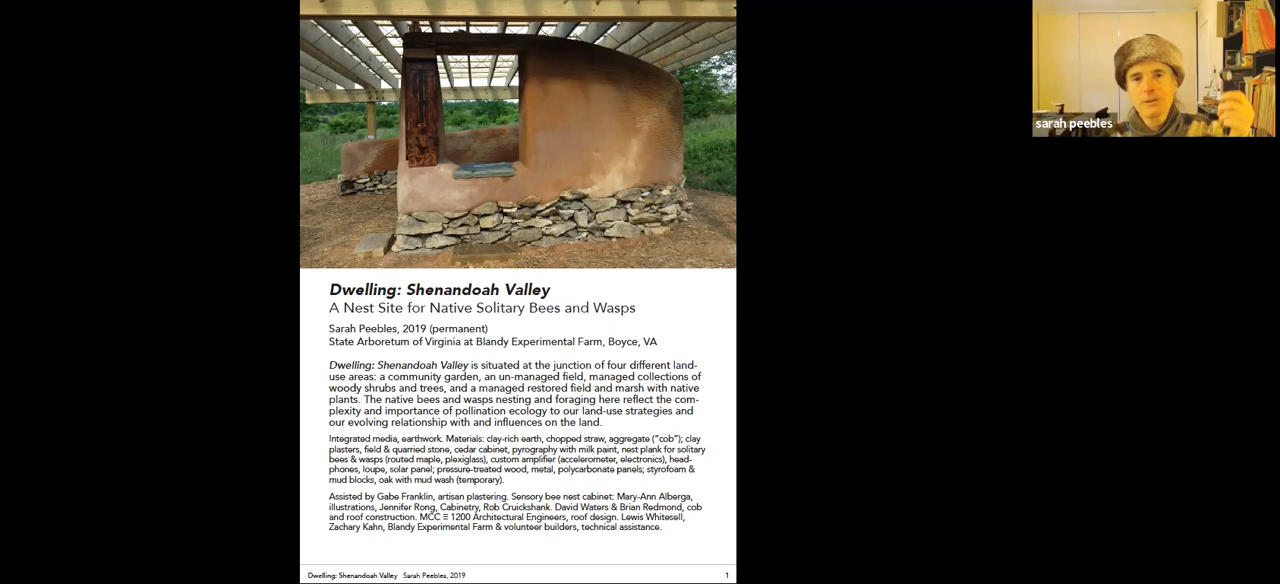 sarah peebles
Dwelling: Shenandoah Valley
A Nest Site for Native Solitary Bees and Wasps
Sarah Peebles, 2019 (permanent)
State Arboretum of Virginia at Blandy Experimental Farm, Boyce, VA
Dwelling: Shenandoah Valley is situated at the junction of four different land-
use areas: a community garden, an un-managed field, managed collections of
woody shrubs and trees, and a managed restored field and marsh with native
plants. The native bees and wasps nesting and foraging here reflect the com-
plexity and importance of pollination ecology to our land-use strategies and
our evolving relationship with and influences on the land.
Integrated media, earthwork. Materials: clay-rich earth, chopped straw, aggregate ("cob"); clay
plasters, field & quarried stone, cedar cabinet, pyrography with milk paint, nest plank for solitary
bees & wasps (routed maple, plexiglass), custom amplifier (accelerometer, electronics), head-
phones, loupe, solar panel; pressure-treated wood, metal, polycarbonate panels; styrofoam &
mud blocks, oak with mud wash (temporary).
Assisted by Gabe Franklin, artisan plastering. Sensory bee nest cabinet: Mary-Ann Alberga,
illustrations, Jennifer Rong, Cabinetry, Rob Cruickshank. David Waters & Brian Redmond, cob
and roof construction. MCC ≡ 1200 Architectural Engineers, roof design. Lewis Whitesell,
Zachary Kahn, Blandy Experimental Farm & volunteer builders, technical assistance.
Dwelling: Shenandoah Valley Sarah Peebles, 2019 1